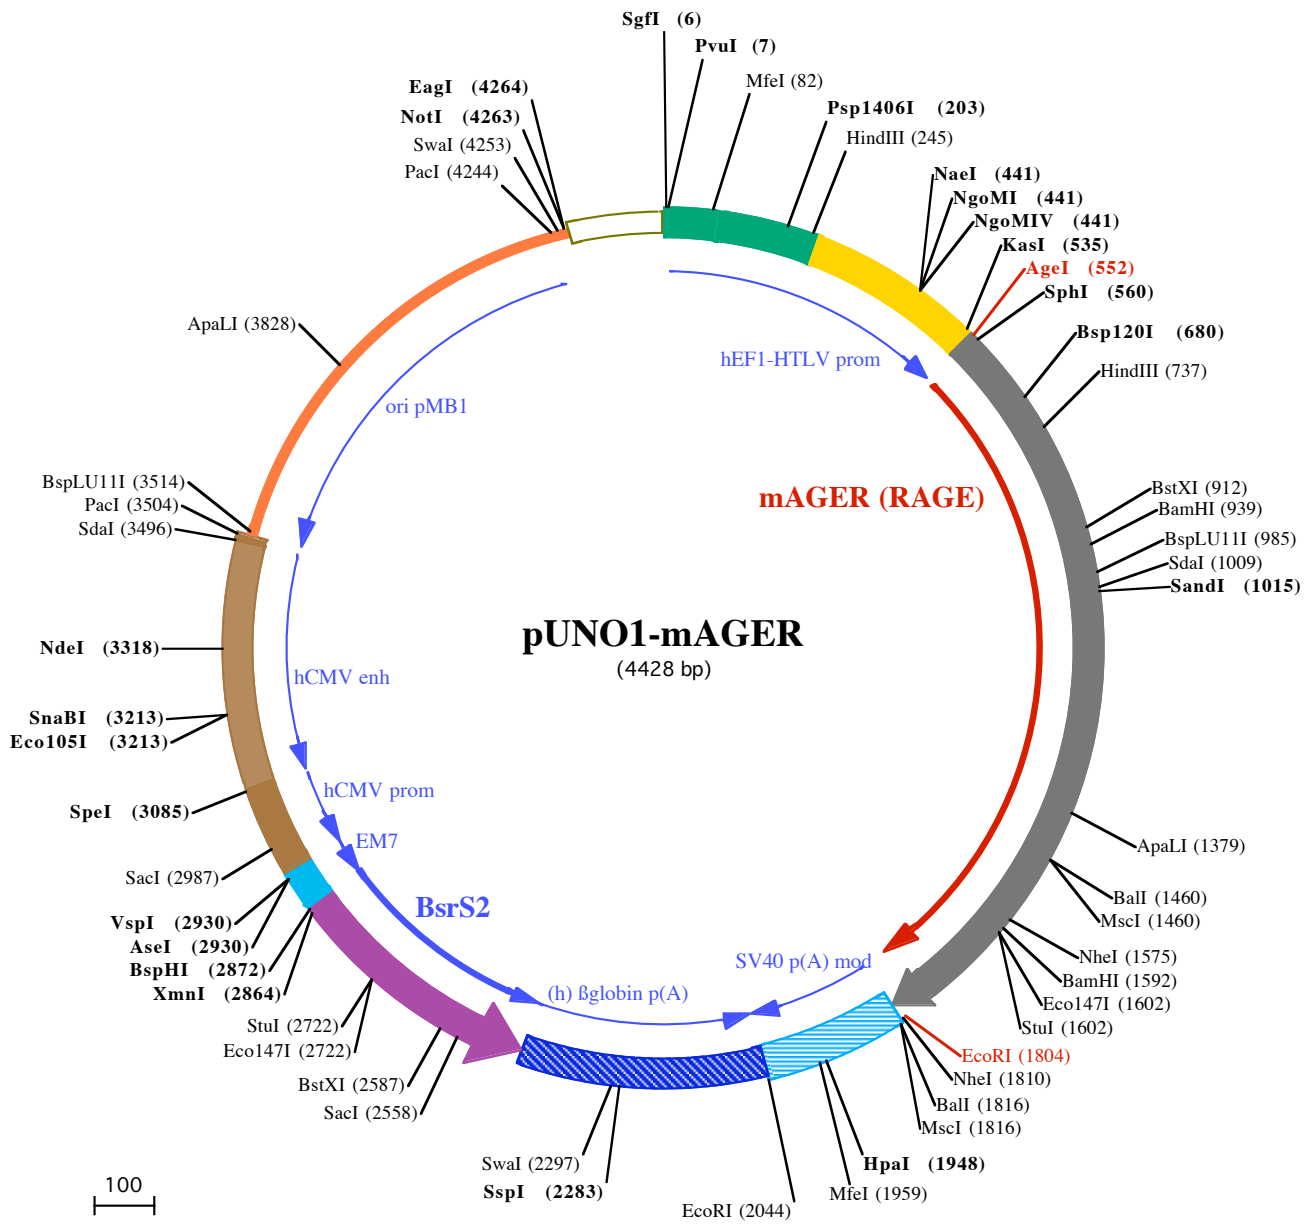 SgfI (6)
PvuI (7)
MfeI (82)
Psp1406I (203)
HindIII (245)
NaeI (441)
NgoMI (441)
NgoMIV (441)
KasI (535)
AgeI (552)
SphI (560)
Bsp120I (680)
HindIII (737)
BstXI (912)
BamHI (939)
BspLU11I (985)
SdaI (1009)
SandI (1015)
ApaLI (1379)
BalI (1460)
MscI (1460)
NheI (1575)
BamHI (1592)
Eco147I (1602)
StuI (1602)
EcoRI (1804)
NheI (1810)
BalI (1816)
MscI (1816)
HpaI (1948)
MfeI (1959)
EcoRI (2044)
SspI (2283)
SwaI (2297)
SacI (2558)
BstXI (2587)
Eco147I (2722)
StuI (2722)
XmnI (2864)
BspHI (2872)
AseI (2930)
VspI (2930)
SacI (2987)
SpeI (3085)
Eco105I (3213)
SnaBI (3213)
NdeI (3318)
SdaI (3496)
PacI (3504)
BspLU11I (3514)
ApaLI (3828)
PacI (4244)
SwaI (4253)
NotI (4263)
EagI (4264)
hEF1-HTLV prom
mAGER (RAGE)
SV40 p(A) mod
(h) ßglobin p(A)
BsrS2
EM7
hCMV prom
hCMV enh
ori pMB1
pUNO1-mAGER
(4428 bp)
100